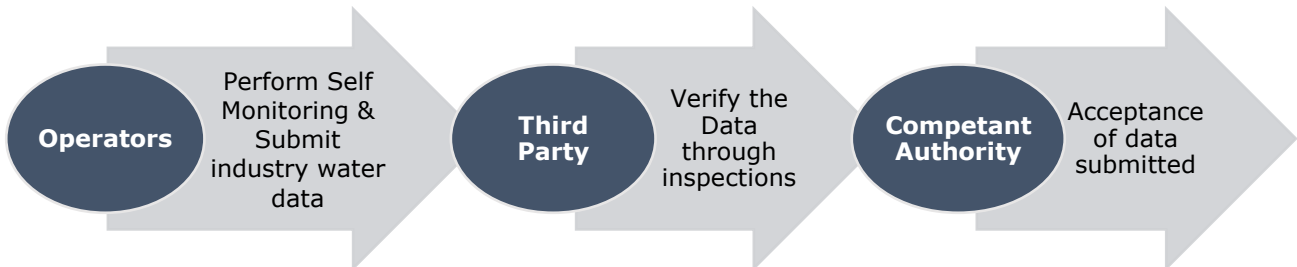 Operators
Perform Self
Monitoring &
Submit
industry water
data
Third
Party
Verify the
Data
through
inspections
Competant
Authority
Acceptance
of data
submitted